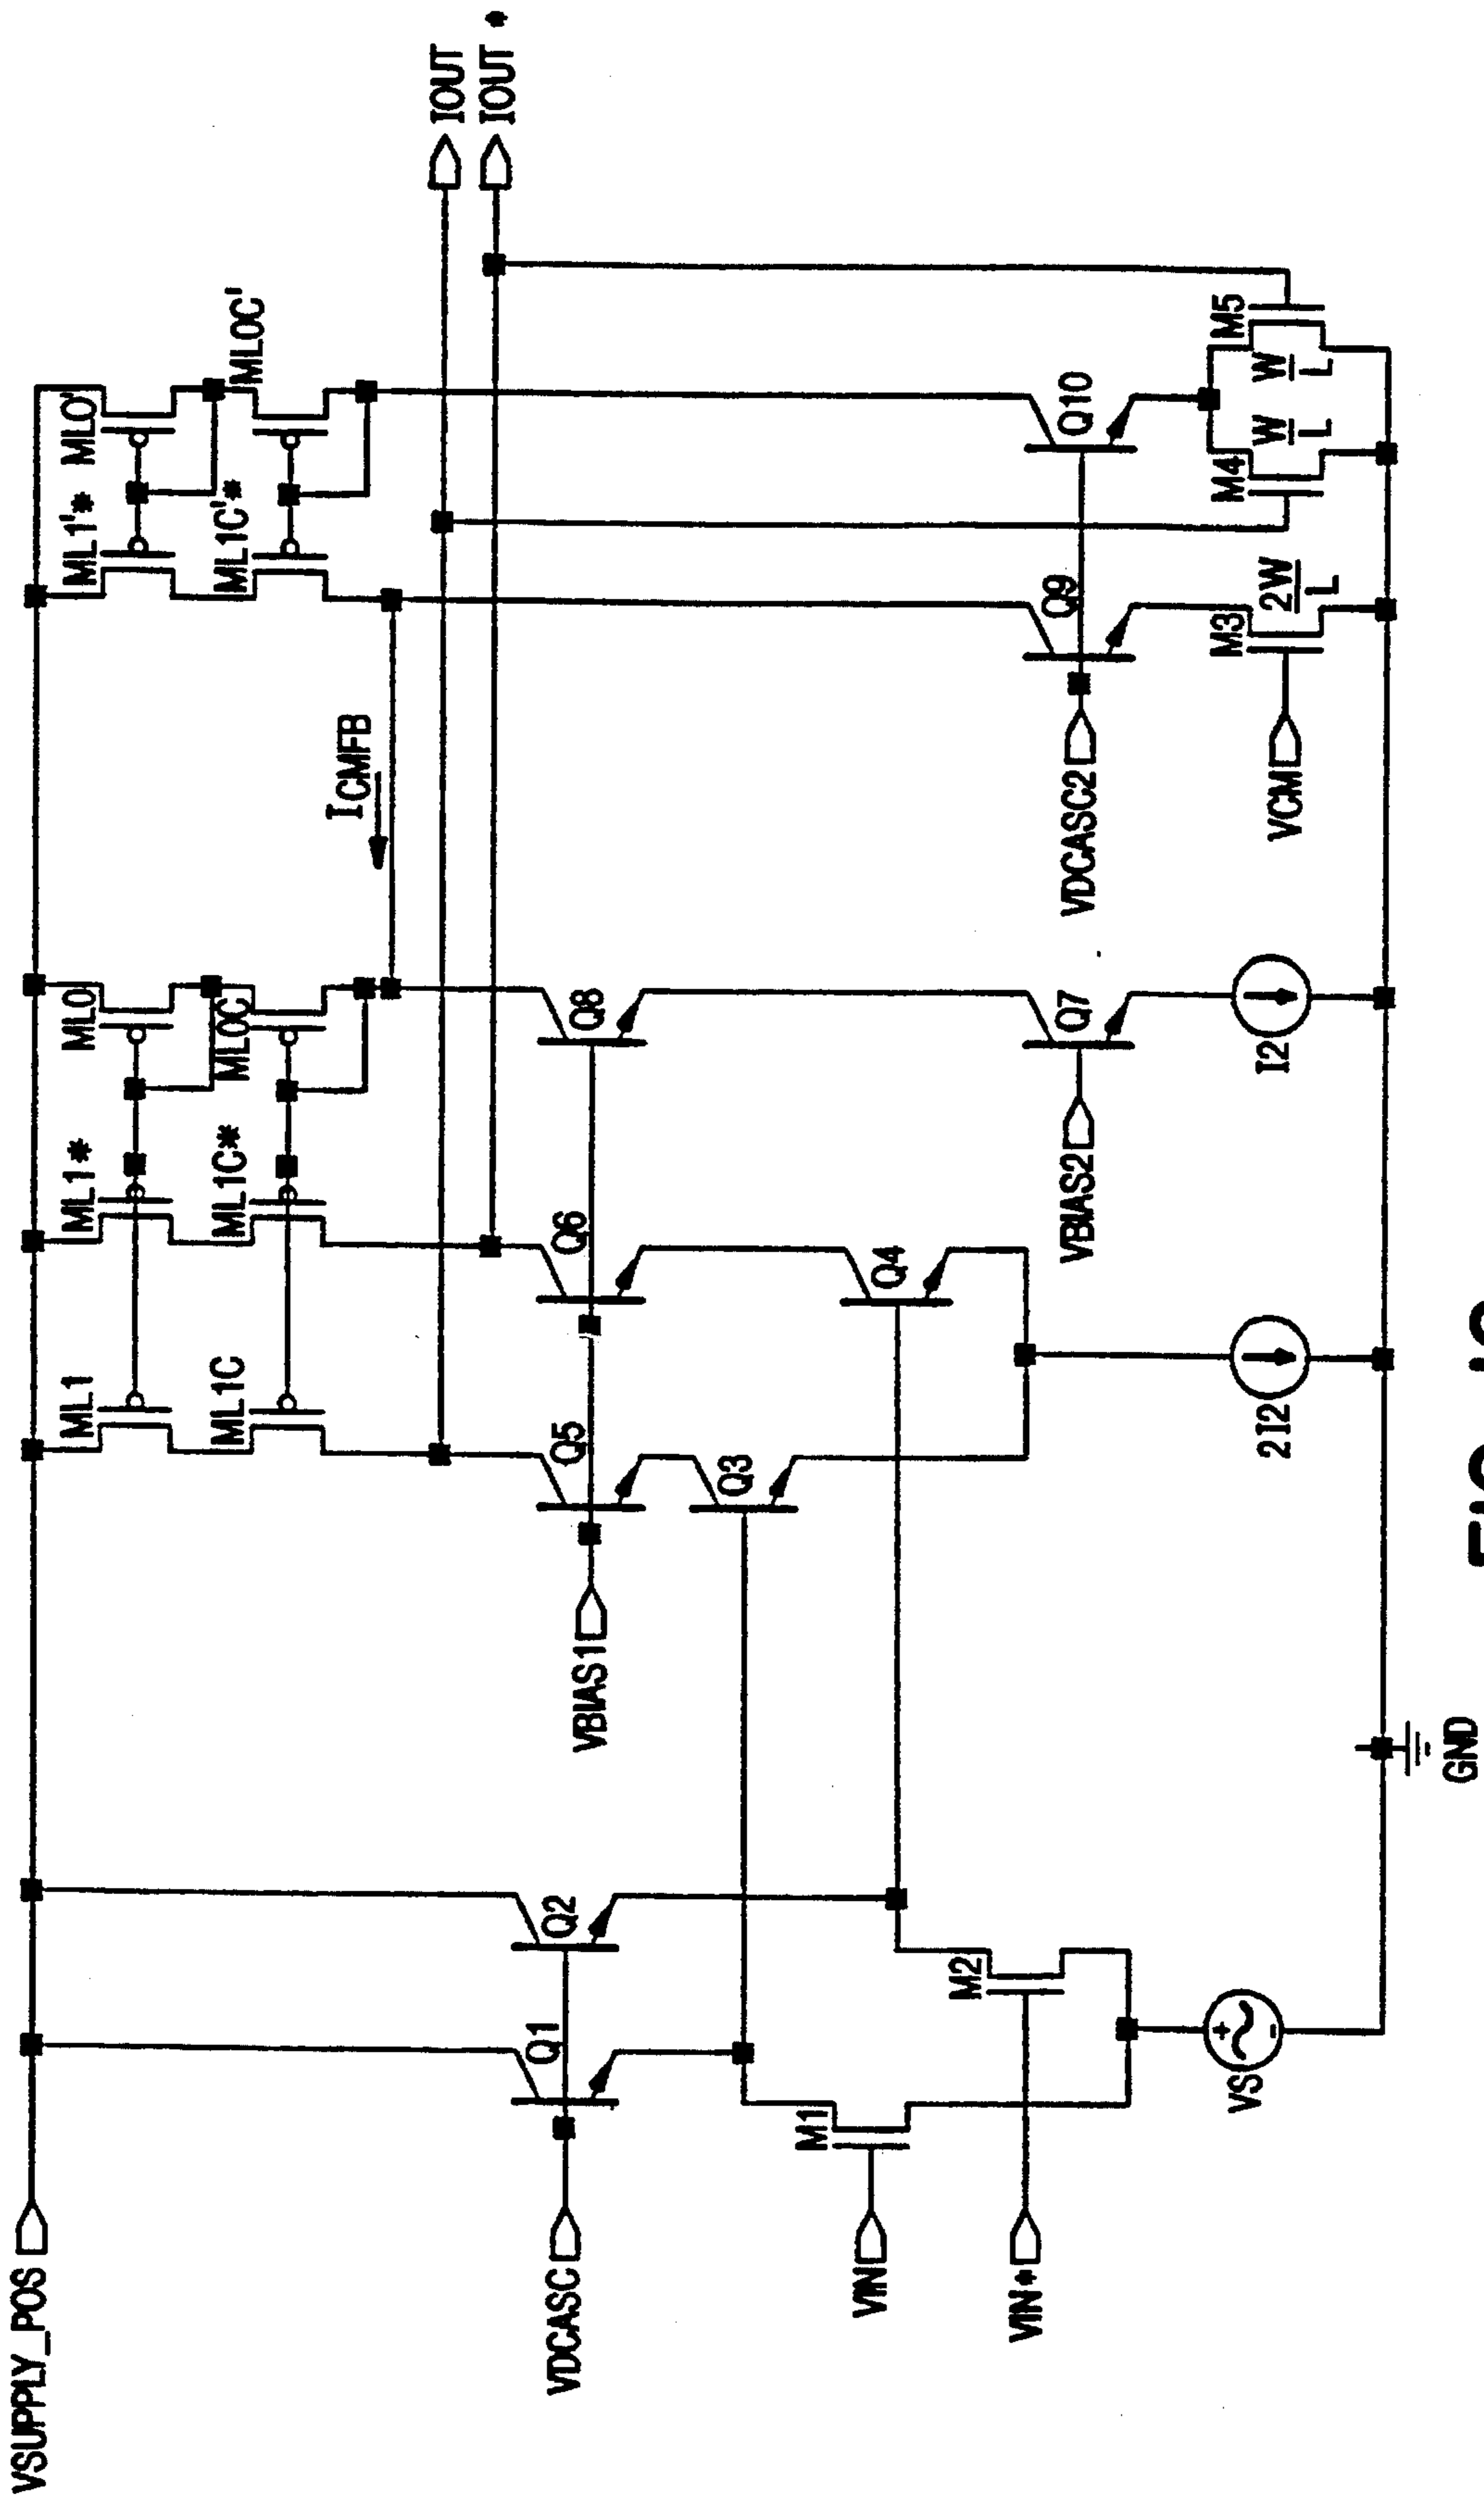 VSUPPLY_POS
ML1
ML1*
ML0
ML1'*
ML0'
ML1C
ML1C*
ML0C
ML1C'*
ML0C'
ICMFB
IOUT
IOUT*
VDCASC
Q1
Q2
VBIAS1
Q5
Q6
Q8
Q3
Q4
VIN
M1
VIN*
M2
VBIAS2
Q7
VDCASC2
Q9
Q10
VCM
M3
2W
L
M4
W
L
M5
W
L
VS
+
-
2I2
I2
GND